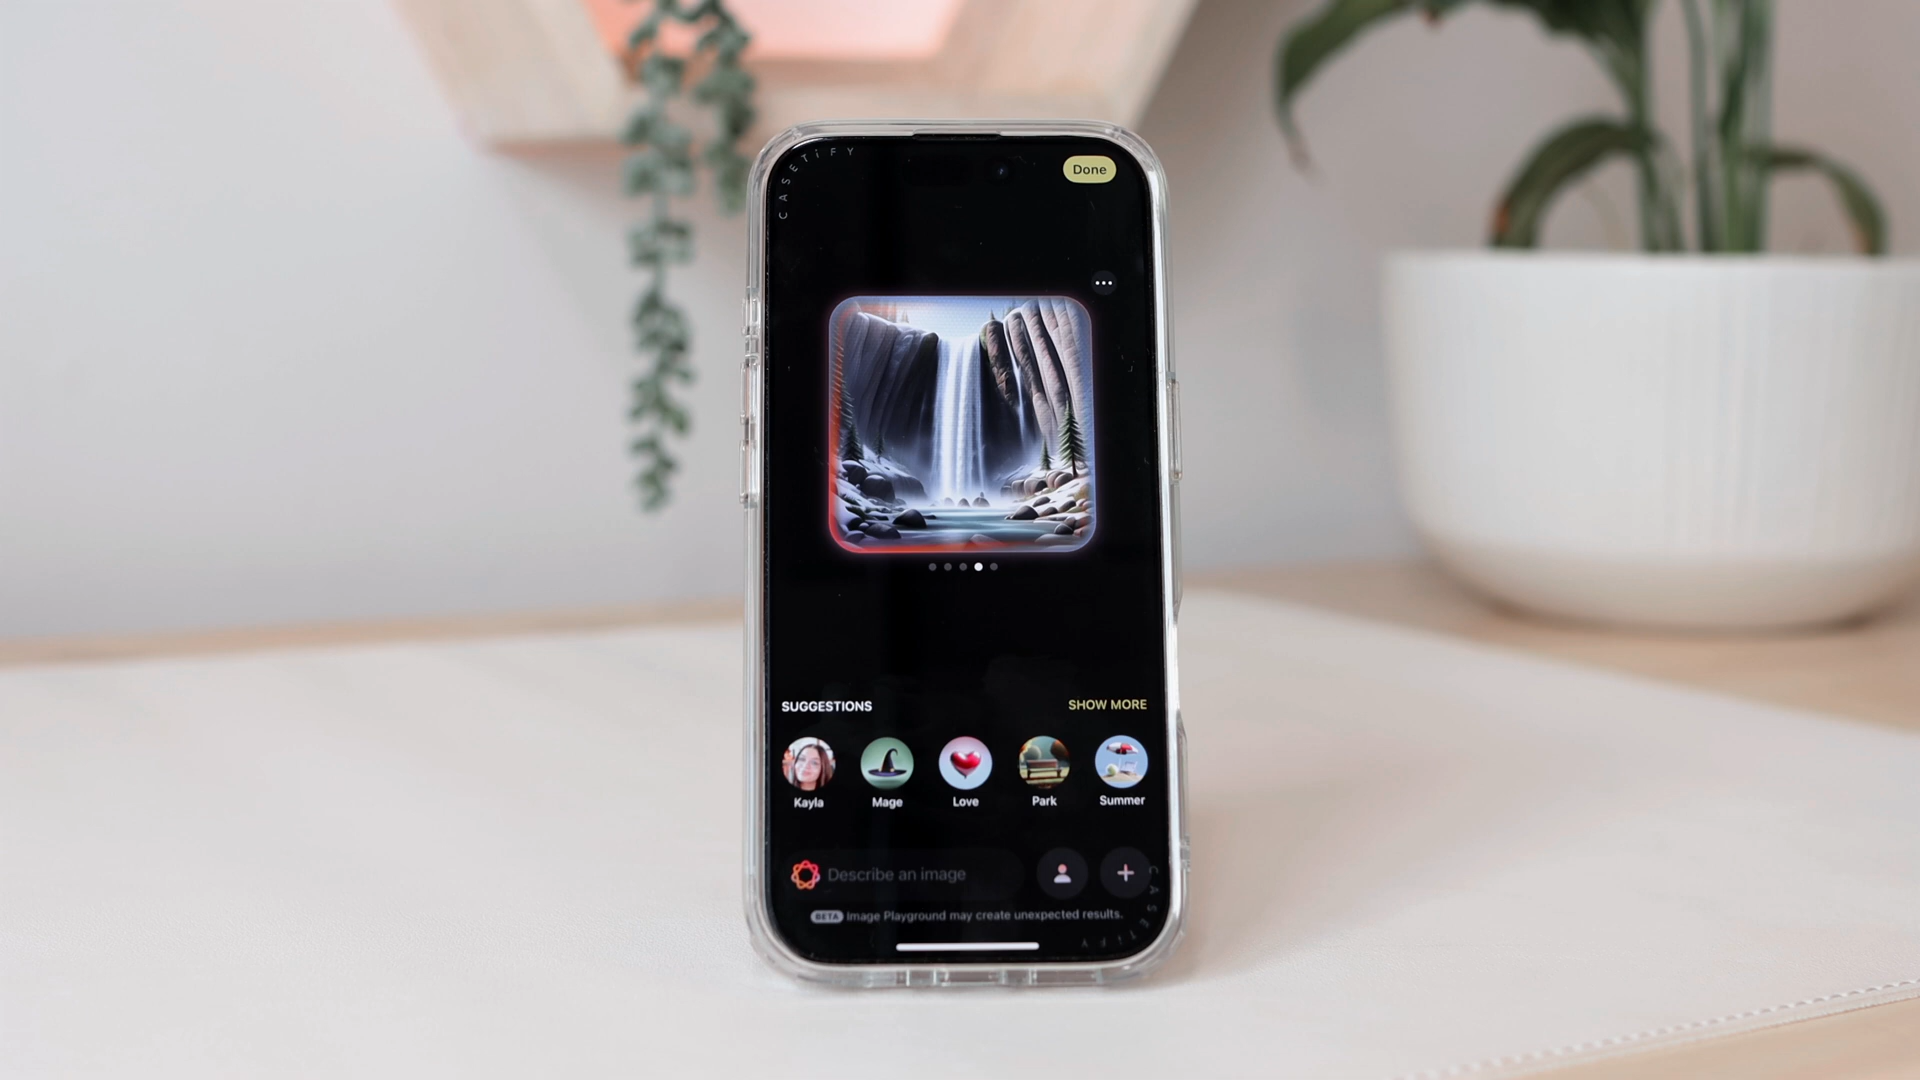 CASETiFY
Done
SUGGESTIONS
SHOW MORE
Kayla
Mage
Love
Park
Summer
Describe an image
BETA Image Playground may create unexpected results.
CASETiFY